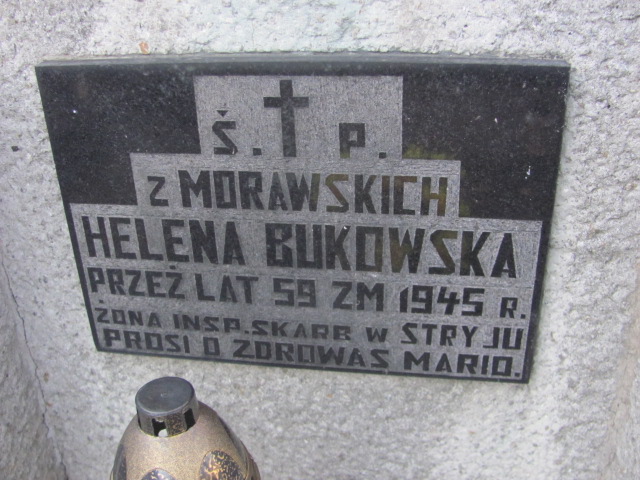 Ś. P.
Z MORAWSKICH
HELENA BUKOWSKA
PRZEŻ LAT 59 ZM 1945 R.
ŻONA INSP. SKARB W STRYJU
PROSI O ZDROWAŚ MARIO.